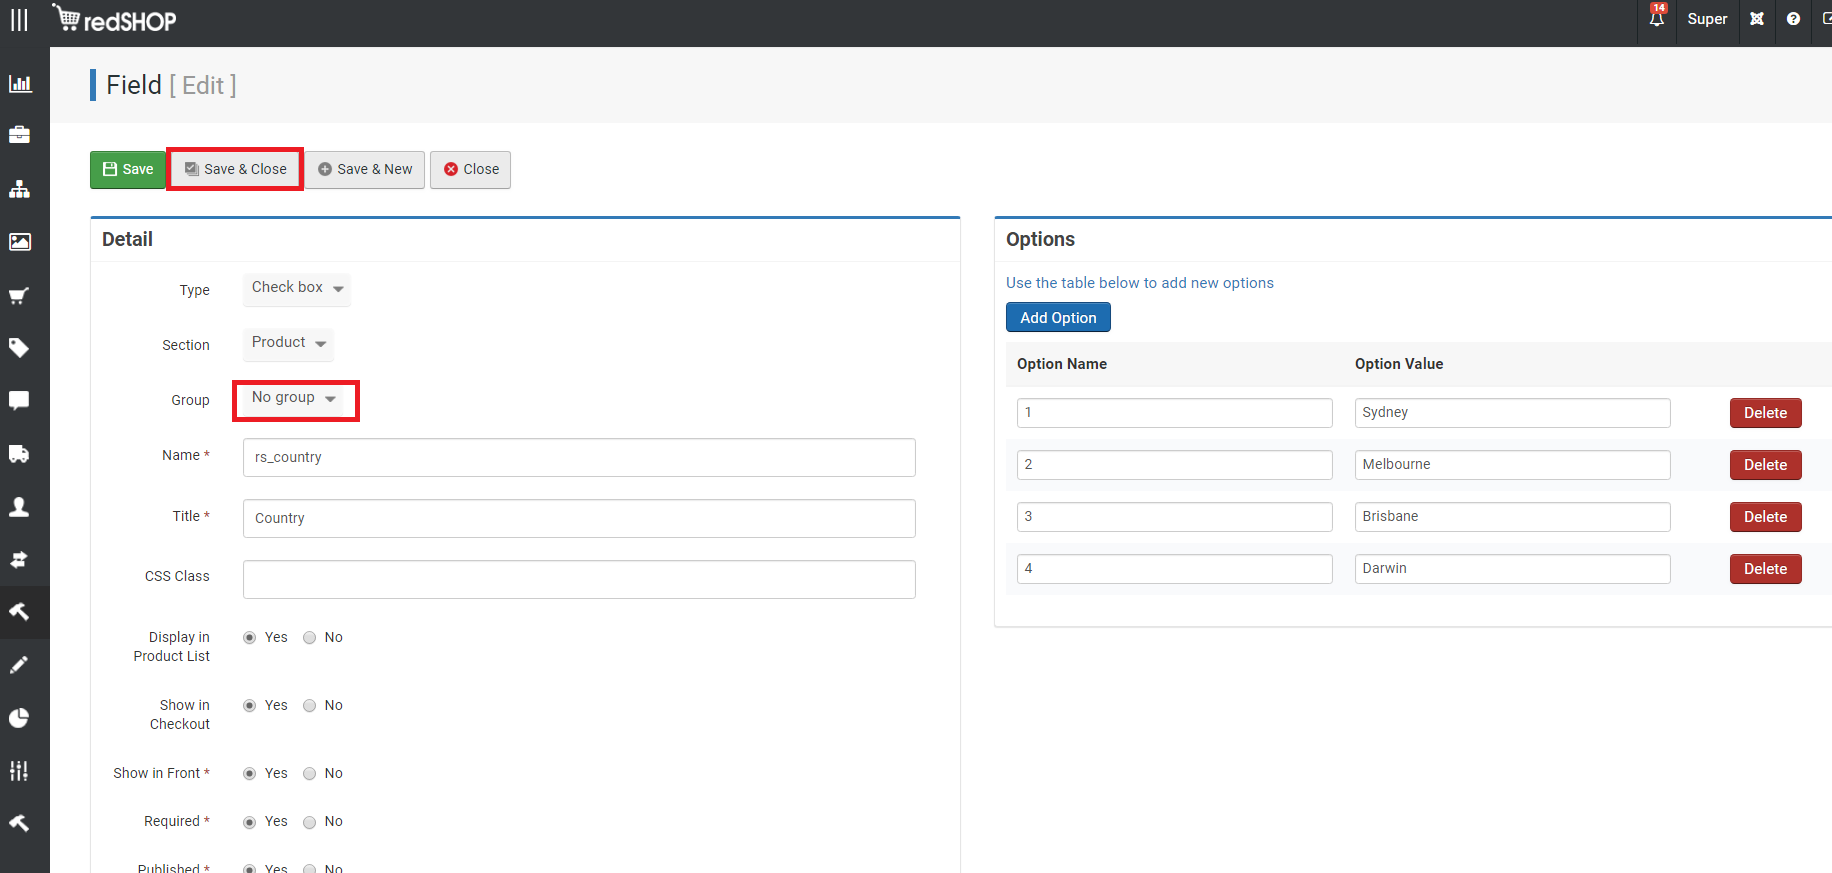 redSHOP
14
Super
Field [ Edit ]
Save
Save & Close
Save & New
Close
Detail
Type
Check box
Section
Product
Group
No group
Name *
rs_country
Title *
Country
CSS Class
Display in
Product List
Yes
No
Show in
Checkout
Yes
No
Show in Front *
Yes
No
Required *
Yes
No
Published *
Yes
No
Options
Use the table below to add new options
Add Option
Option Name
Option Value
1
Sydney
Delete
2
Melbourne
Delete
3
Brisbane
Delete
4
Darwin
Delete